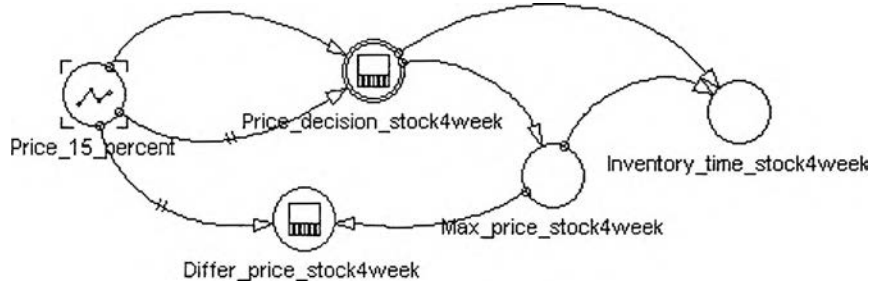 Price_decision_stock4week
Price_15_percent
Inventory_time_stock4week
Max_price_stock4week
Differ_price_stock4week